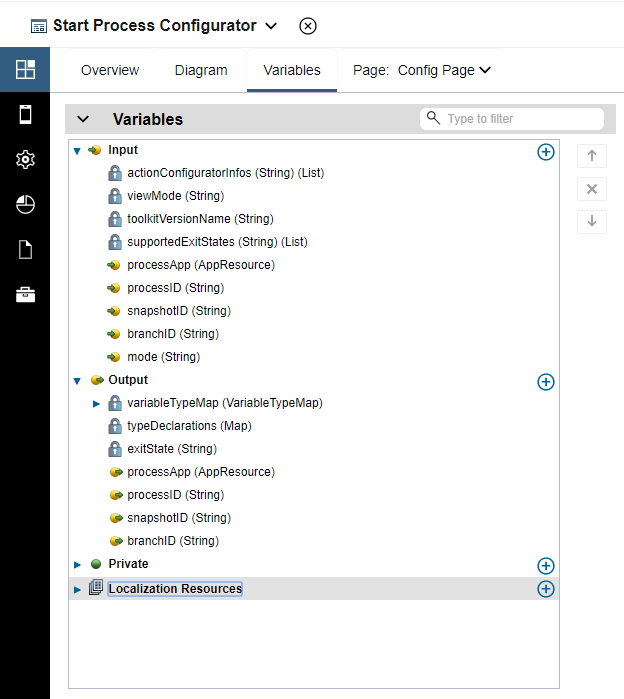 Start Process Configurator
Overview Diagram Variables Page: Config Page
Variables Type to filter
Input
actionConfiguratorInfos (String) (List)
viewMode (String)
toolkitVersionName (String)
supportedExitStates (String) (List)
processApp (AppResource)
processID (String)
snapshotID (String)
branchID (String)
mode (String)
Output
variableTypeMap (VariableTypeMap)
typeDeclarations (Map)
exitState (String)
processApp (AppResource)
processID (String)
snapshotID (String)
branchID (String)
Private
Localization Resources